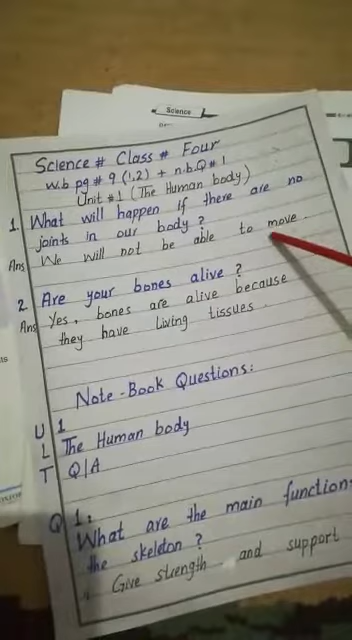 Science
Science # Class # Four
w.b pg # 9 (1,2) + n.b.Q # 1
Unit #1 (The Human body)
1. What will happen if there are no
joints in our body?
Ans We will not be able to move.
2 Are your bones alive?
Ans Yes, bones are alive because
they have living tissues.
Note-Book Questions:
U 1
L The Human body
T Q/A
Q 1:
What are the main function
the skeleton?
Give strength and support